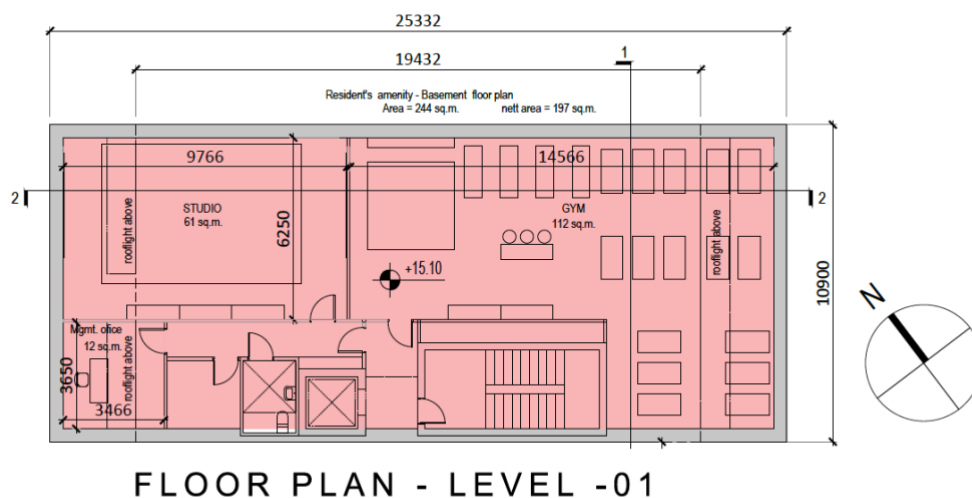 25332
19432
1
Resident's amenity - Basement floor plan
Area = 244 sq.m. nett area = 197 sq.m.
9766
14566
2
2
rooflight above
STUDIO
61 sq.m.
6250
GYM
112 sq.m.
rooflight above
+15.10
10900
N
Mgmt. ofice
12 sq.m.
rooflight above
3650
3466
FLOOR PLAN - LEVEL -01